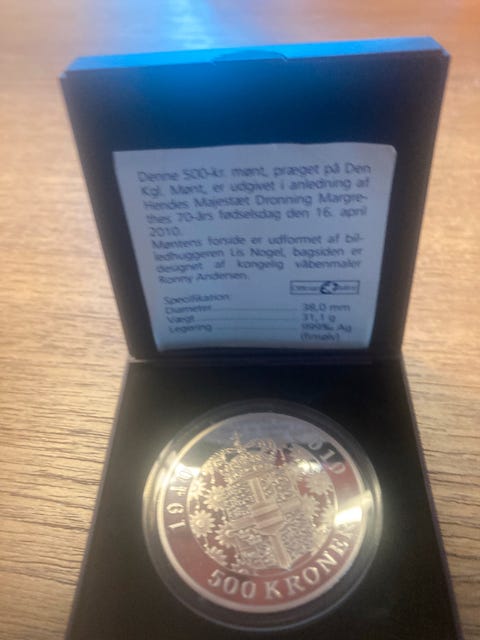 Denne 500-kr. mønt, præget på Den
Kgl. Mønt, er udgivet i anledning af
Hendes Majestæt Dronning Margre-
thes 70-års fødselsdag den 16. april
2010.
Møntens forside er udformet af bil-
ledhuggeren Lis Nogel, bagsiden er
designet af kongelig våbenmaler
Ronny Andersen.
Specifikation:
Diameter 38,0 mm
Vægt 31,1 g
Legering 999‰ Ag
(finsølv)
1940 2010
500 KRONER